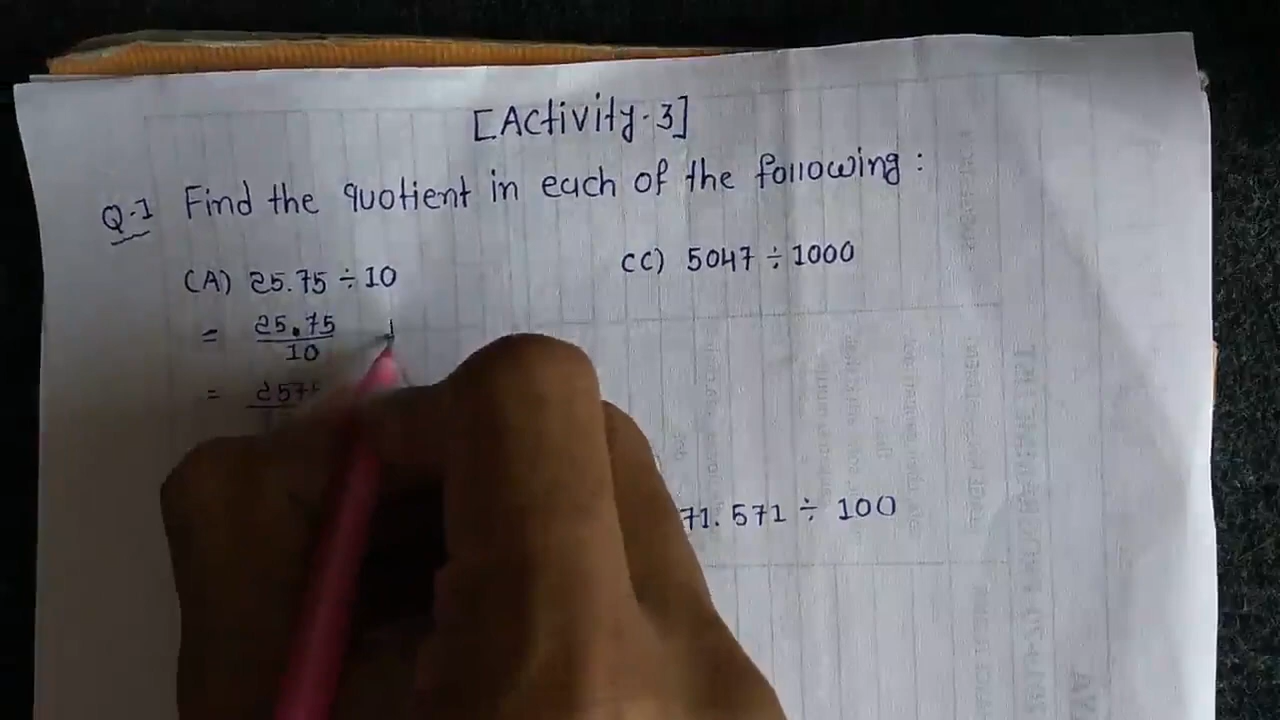 [Activity-3]
Q.1 Find the quotient in each of the following :
(A) 25.75 ÷ 10
= 25.75
10
= 257
(C) 5047 ÷ 1000
71.571 ÷ 100